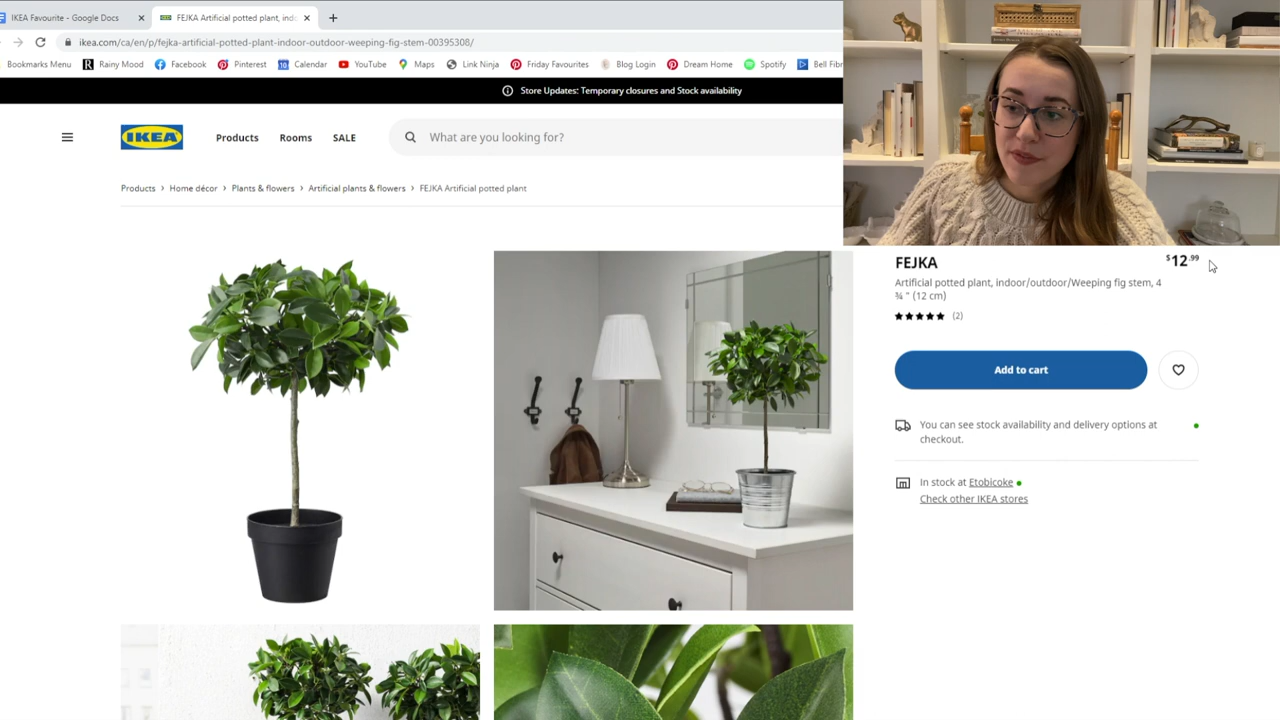 IKEA Favourite - Google Docs
FEJKA Artificial potted plant, ind
ikea.com/ca/en/p/fejka-artificial-potted-plant-indoor-outdoor-weeping-fig-stem-00395308/
Bookmarks Menu Rainy Mood Facebook Pinterest Calendar YouTube Maps Link Ninja Friday Favourites Blog Login Dream Home Spotify Bell Fib
Store Updates: Temporary closures and Stock availability
IKEA Products Rooms SALE What are you looking for?
Products > Home décor > Plants & flowers > Artificial plants & flowers > FEJKA Artificial potted plant
FEJKA $12.99
Artificial potted plant, indoor/outdoor/Weeping fig stem, 4
¾ " (12 cm)
(2)
Add to cart
You can see stock availability and delivery options at
checkout.
In stock at Etobicoke
Check other IKEA stores